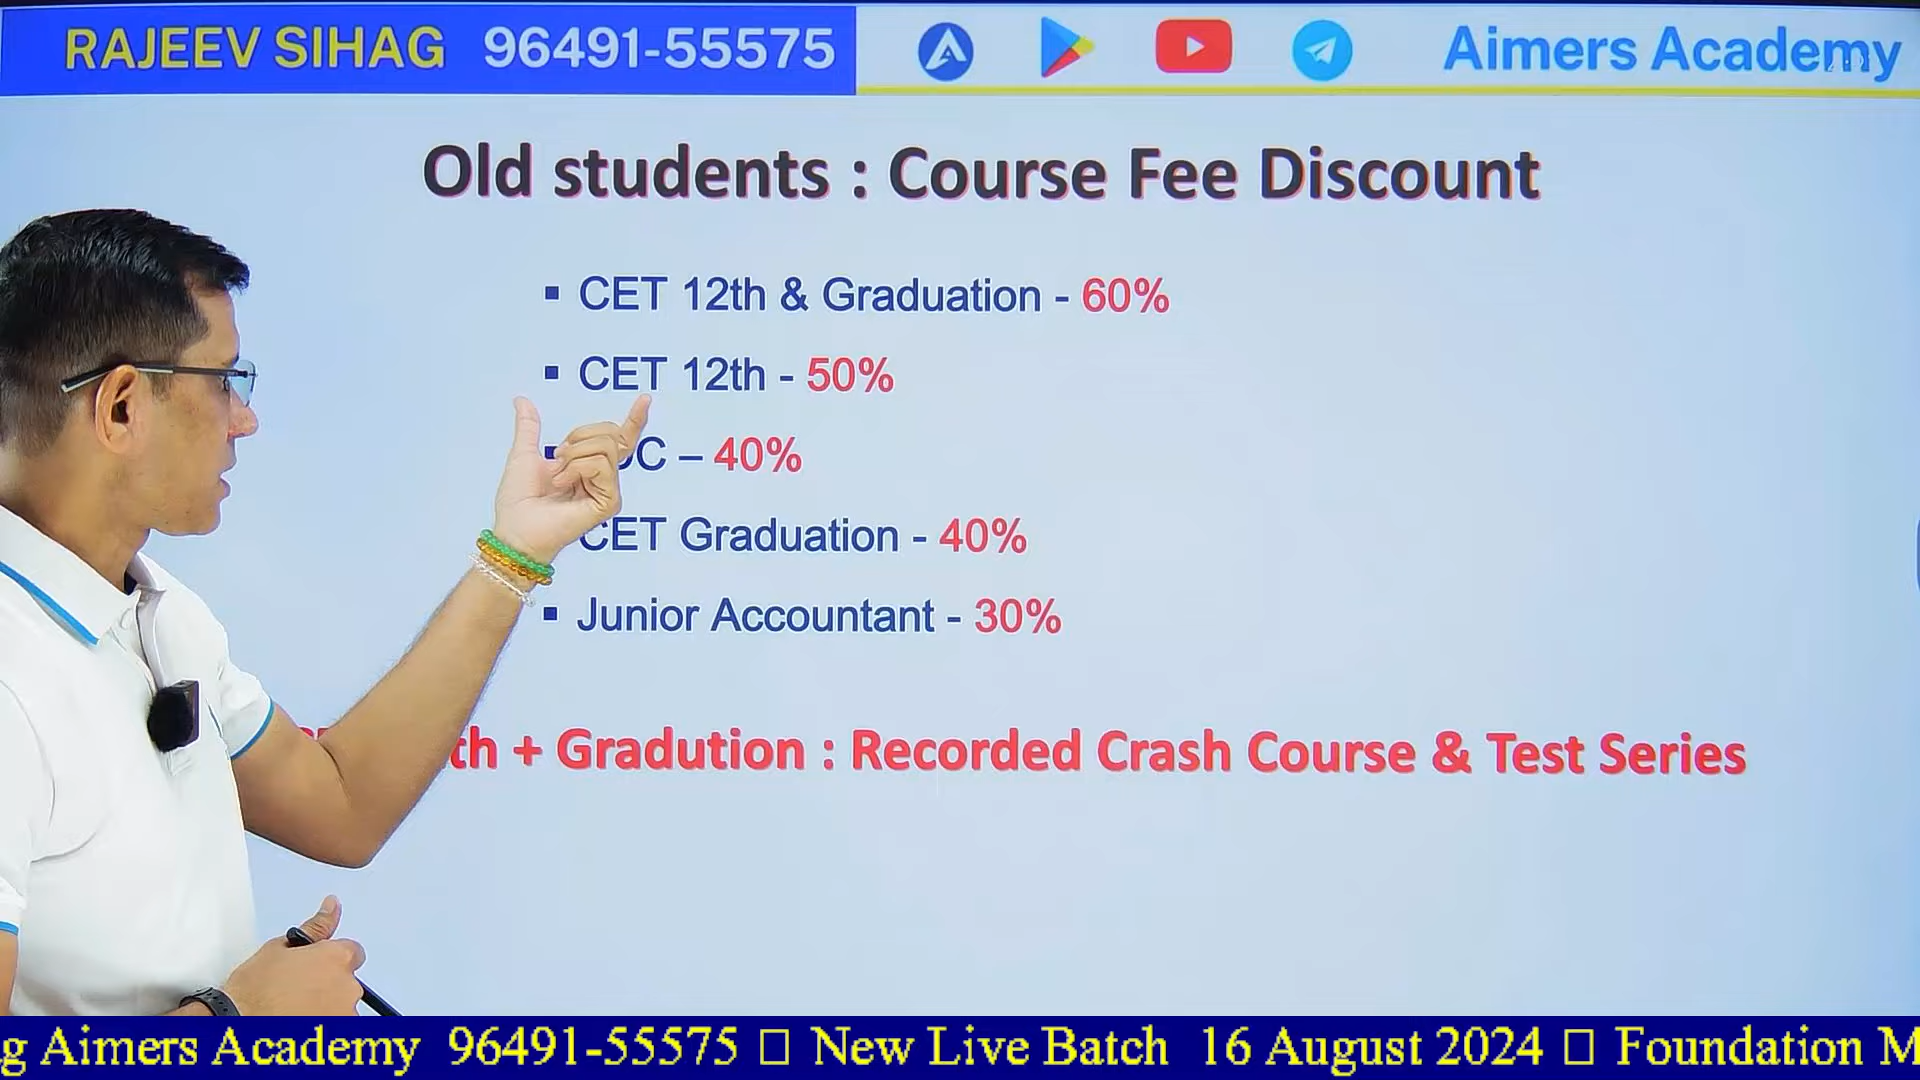 RAJEEV SIHAG 96491-55575 Aimers Academy
Old students : Course Fee Discount
▪ CET 12th & Graduation - 60%
▪ CET 12th - 50%
– 40%
CET Graduation - 40%
▪ Junior Accountant - 30%
th + Gradution : Recorded Crash Course & Test Series
g Aimers Academy 96491-55575 □ New Live Batch 16 August 2024 □ Foundation M